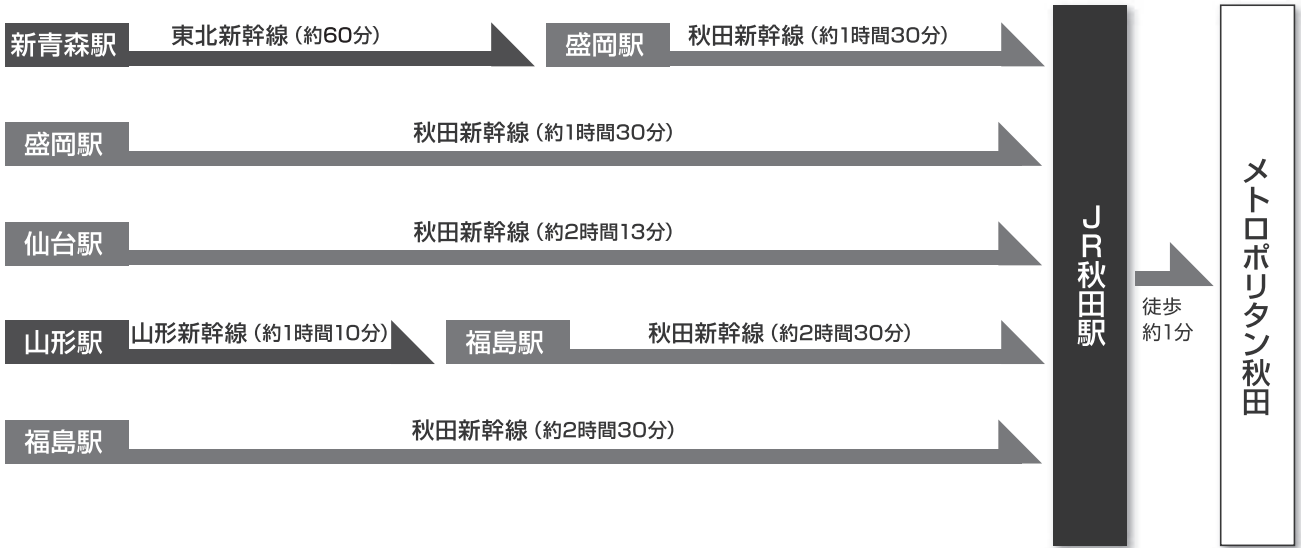 新青森駅
東北新幹線（約60分）
盛岡駅
秋田新幹線（約1時間30分）
盛岡駅
秋田新幹線（約1時間30分）
仙台駅
秋田新幹線（約2時間13分）
山形駅
山形新幹線（約1時間10分）
福島駅
秋田新幹線（約2時間30分）
福島駅
秋田新幹線（約2時間30分）
JR秋田駅
徒歩
約1分
メトロポリタン秋田